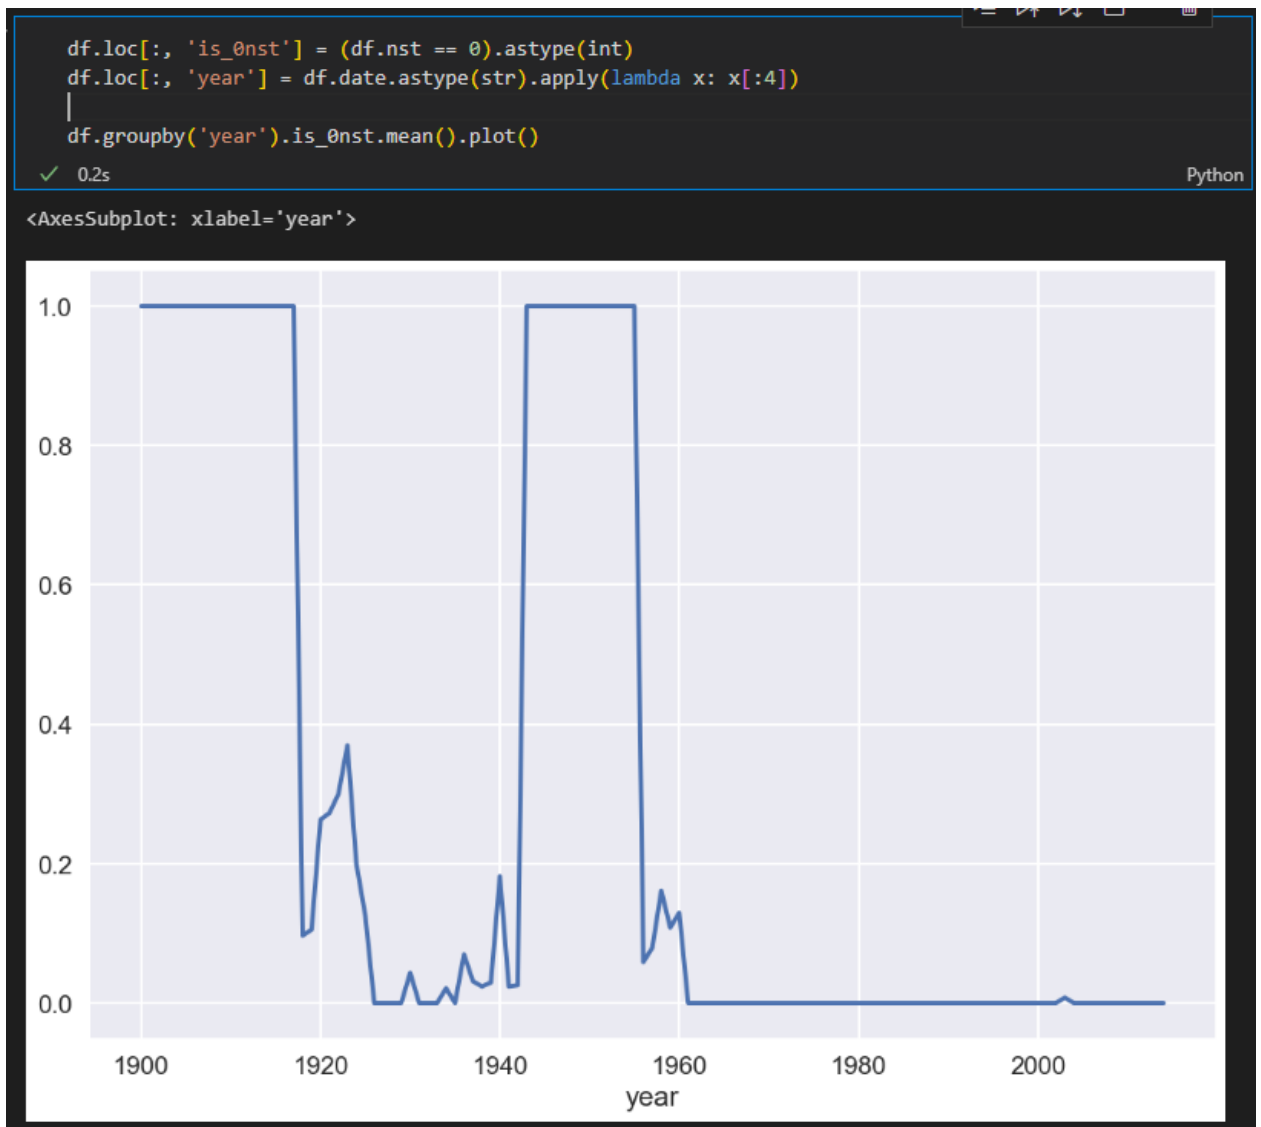 df.loc[:, 'is_0nst'] = (df.nst == 0).astype(int)
df.loc[:, 'year'] = df.date.astype(str).apply(lambda x: x[:4])
df.groupby('year').is_0nst.mean().plot()
0.2s
Python
<AxesSubplot: xlabel='year'>
1.0
0.8
0.6
0.4
0.2
0.0
1900 1920 1940 1960 1980 2000
year